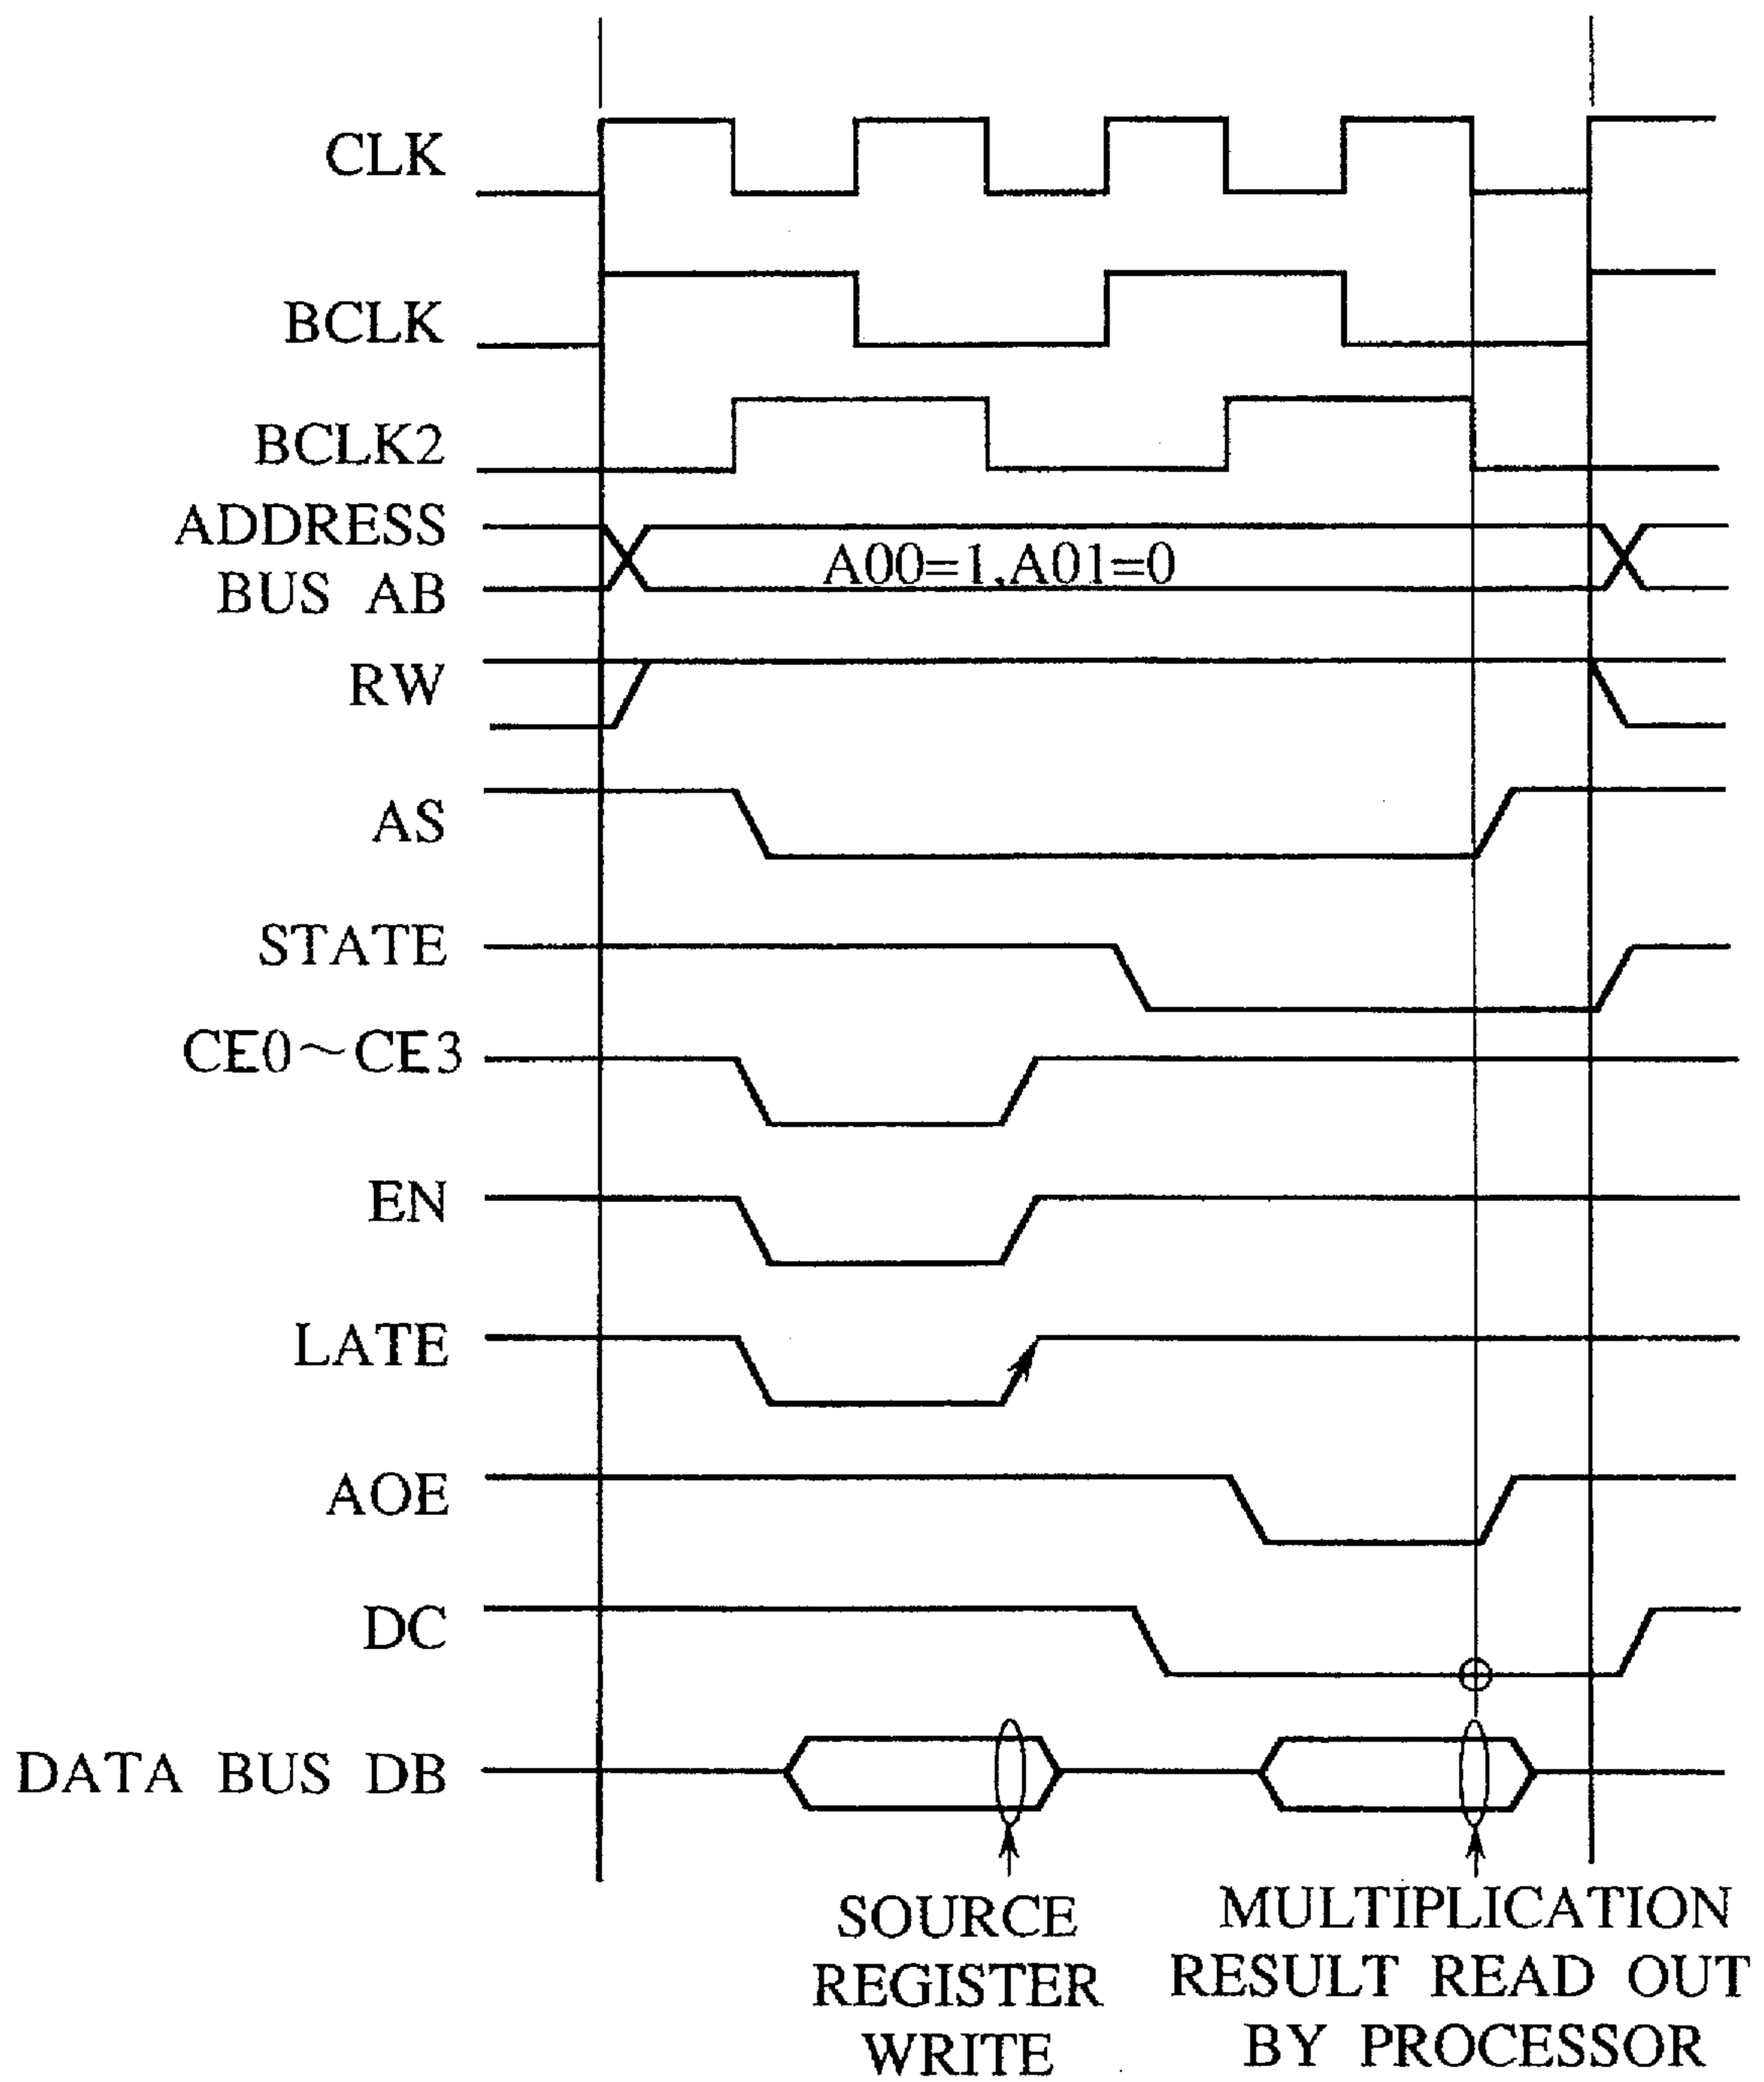 CLK
BCLK
BCLK2
ADDRESS
BUS AB
A00=1,A01=0
RW
AS
STATE
CE0~CE3
EN
LATE
AOE
DC
DATA BUS DB
SOURCE
REGISTER
WRITE
MULTIPLICATION
RESULT READ OUT
BY PROCESSOR